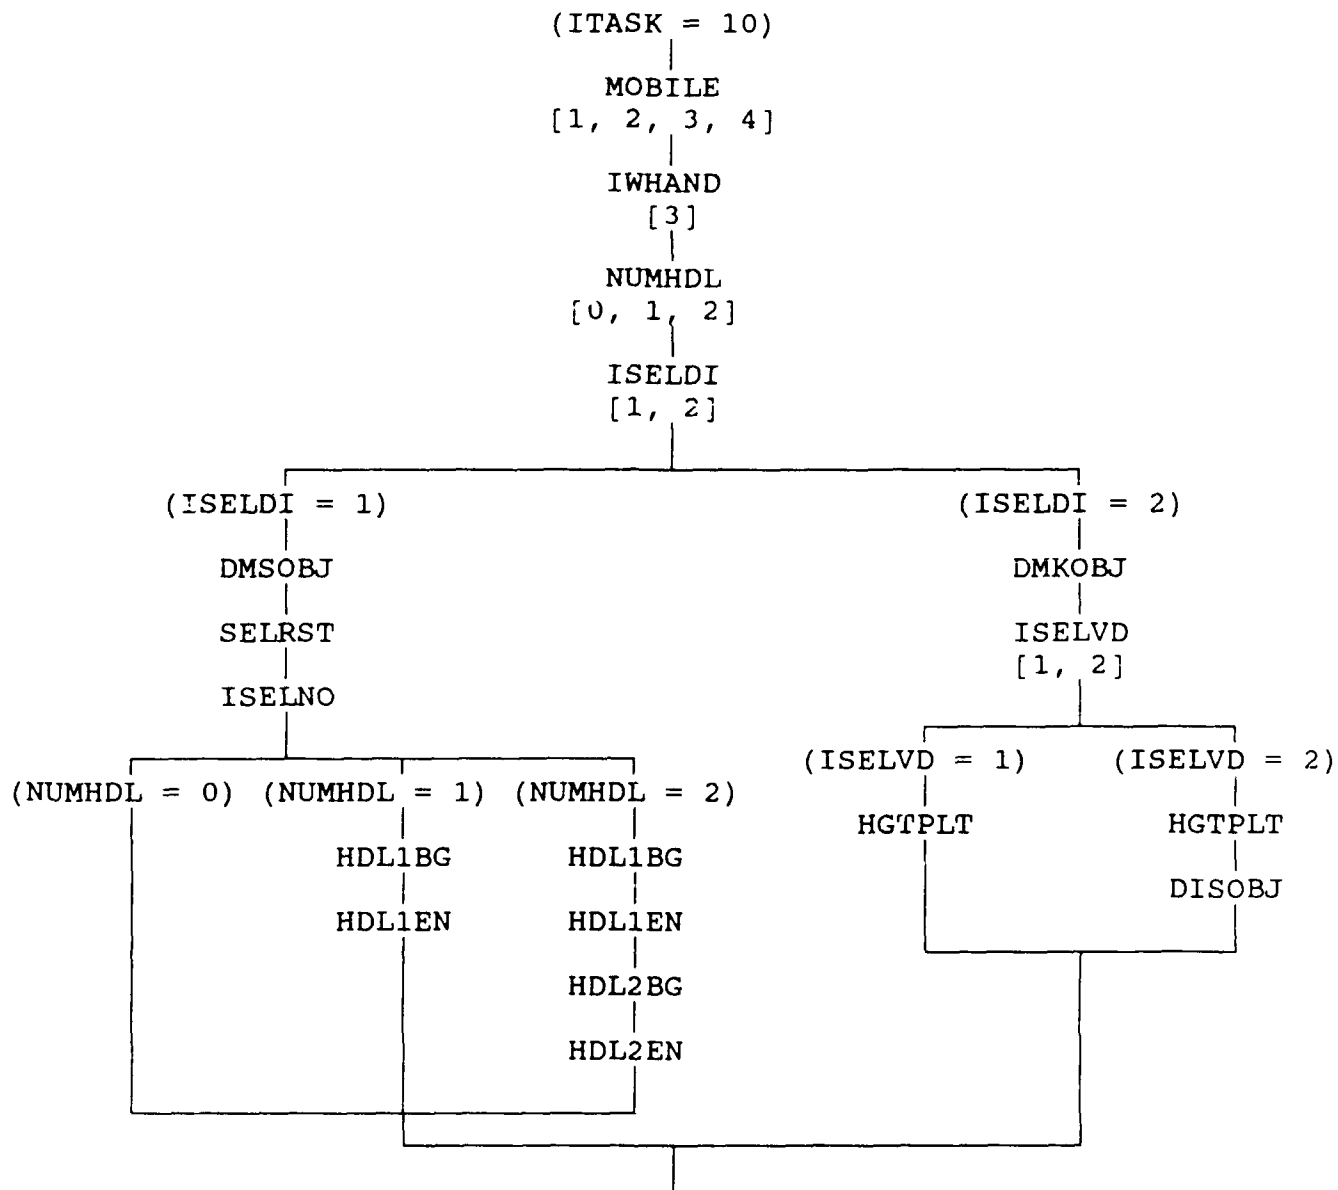 (ITASK = 10)
MOBILE
[1, 2, 3, 4]
IWHAND
[3]
NUMHDL
[0, 1, 2]
ISELDI
[1, 2]
(ISELDI = 1)
DMSOBJ
SELRST
ISELNO
(NUMHDL = 0) (NUMHDL = 1) (NUMHDL = 2)
HDL1BG HDL1BG
HDL1EN HDL1EN
HDL2BG
HDL2EN
(ISELDI = 2)
DMKOBJ
ISELVD
[1, 2]
(ISELVD = 1) (ISELVD = 2)
HGTPLT HGTPLT
DISOBJ